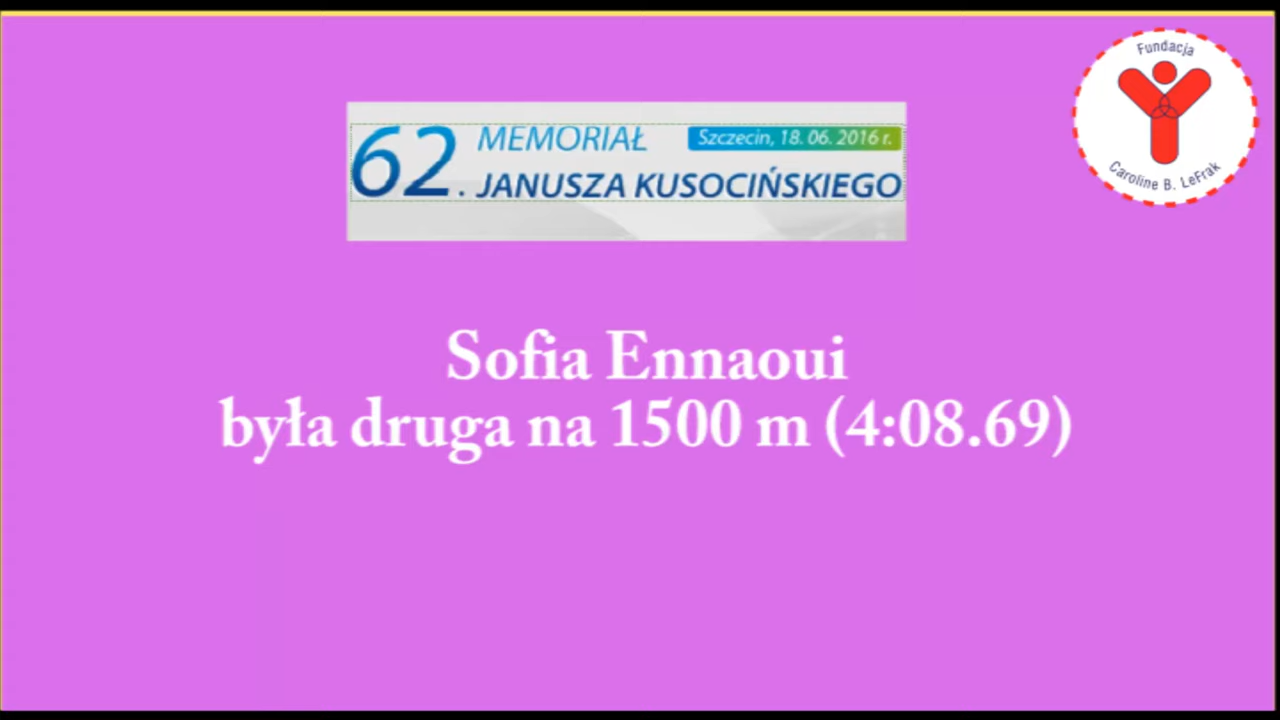 Fundacja
Caroline B. LeFrak
62. MEMORIAŁ
Szczecin, 18. 06. 2016 r.
JANUSZA KUSOCIŃSKIEGO
Sofia Ennaoui
była druga na 1500 m (4:08.69)